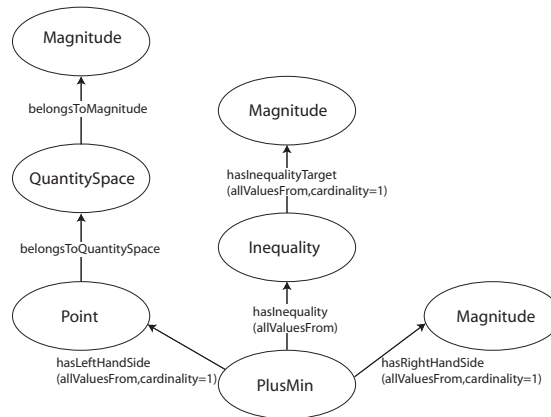 Magnitude
belongsToMagnitude
Magnitude
QuantitySpace
hasInequalityTarget
(allValuesFrom,cardinality=1)
belongsToQuantitySpace
Inequality
Point
hasInequality
(allValuesFrom)
Magnitude
hasLeftHandSide
(allValuesFrom,cardinality=1)
PlusMin
hasRightHandSide
(allValuesFrom,cardinality=1)